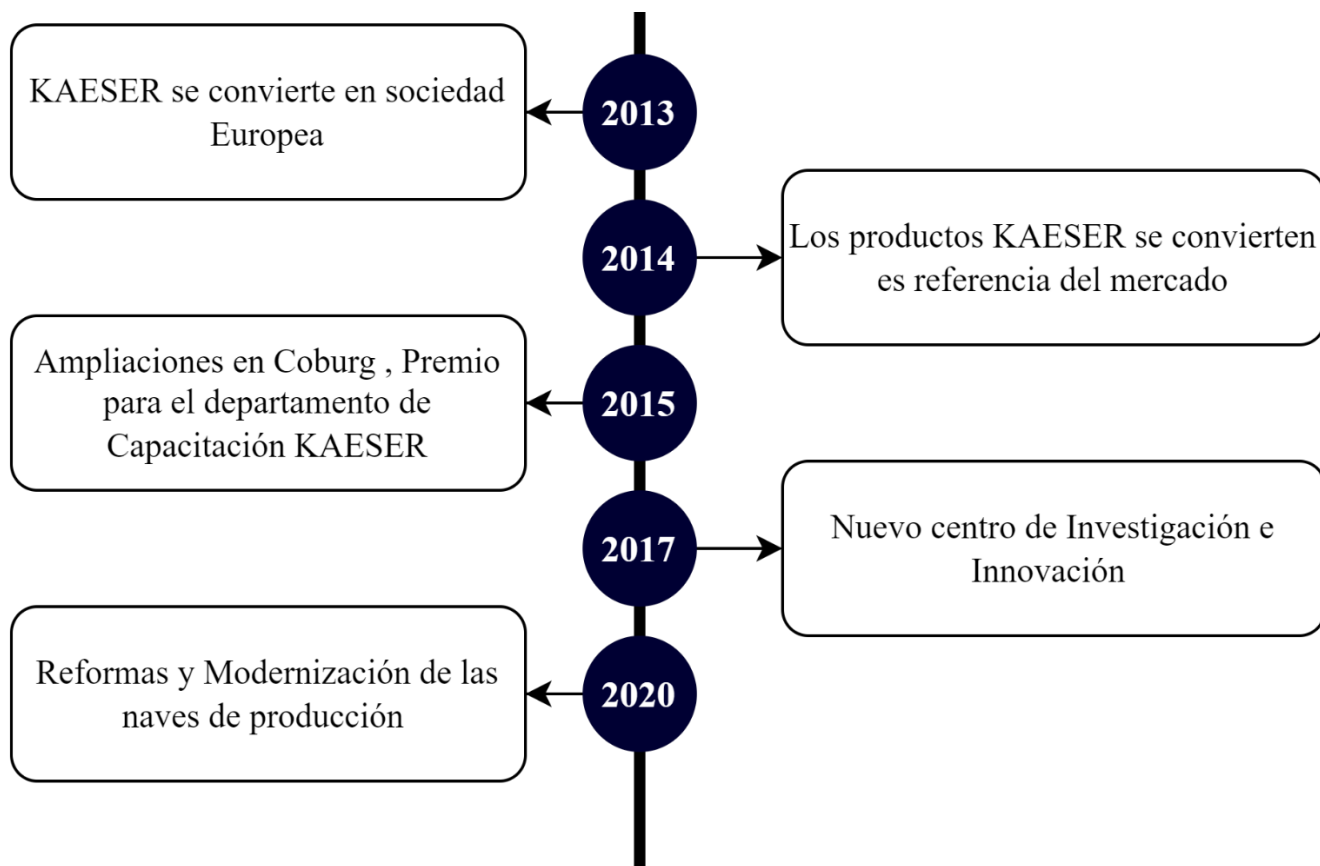 KAESER se convierte en sociedad
Europea
2013
2014
Los productos KAESER se convierten
es referencia del mercado
Ampliaciones en Coburg , Premio
para el departamento de
Capacitación KAESER
2015
2017
Nuevo centro de Investigación e
Innovación
Reformas y Modernización de las
naves de producción
2020